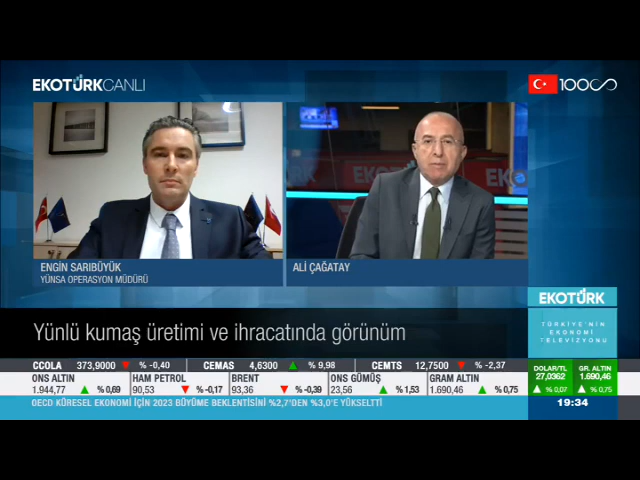 EKOTÜRK CANLI
100
EKOTÜRK
ENGİN SARIBÜYÜK
YÜNSA OPERASYON MÜDÜRÜ
ALİ ÇAĞATAY
EKOTÜRK
TÜRKİYE'NİN
EKONOMİ
TELEVİZYONU
Yünlü kumaş üretimi ve ihracatında görünüm
CCOLA 373,9000 % -0,40 CEMAS 4,6300 % 9,98 CEMTS 12,7500 % -2,37
DOLAR/TL 27,0362 % 0,07
GR. ALTIN 1.690,46 % 0,75
ONS ALTIN 1.944,77 % 0,69
HAM PETROL 90,53 % -0,17
BRENT 93,36 % -0,39
ONS GÜMÜŞ 23,56 % 1,53
GRAM ALTIN 1.690,46 % 0,75
OECD KÜRESEL EKONOMİ İÇİN 2023 BÜYÜME BEKLENTİSİNİ %2,7'DEN %3,0'E YÜKSELTTİ
19:34